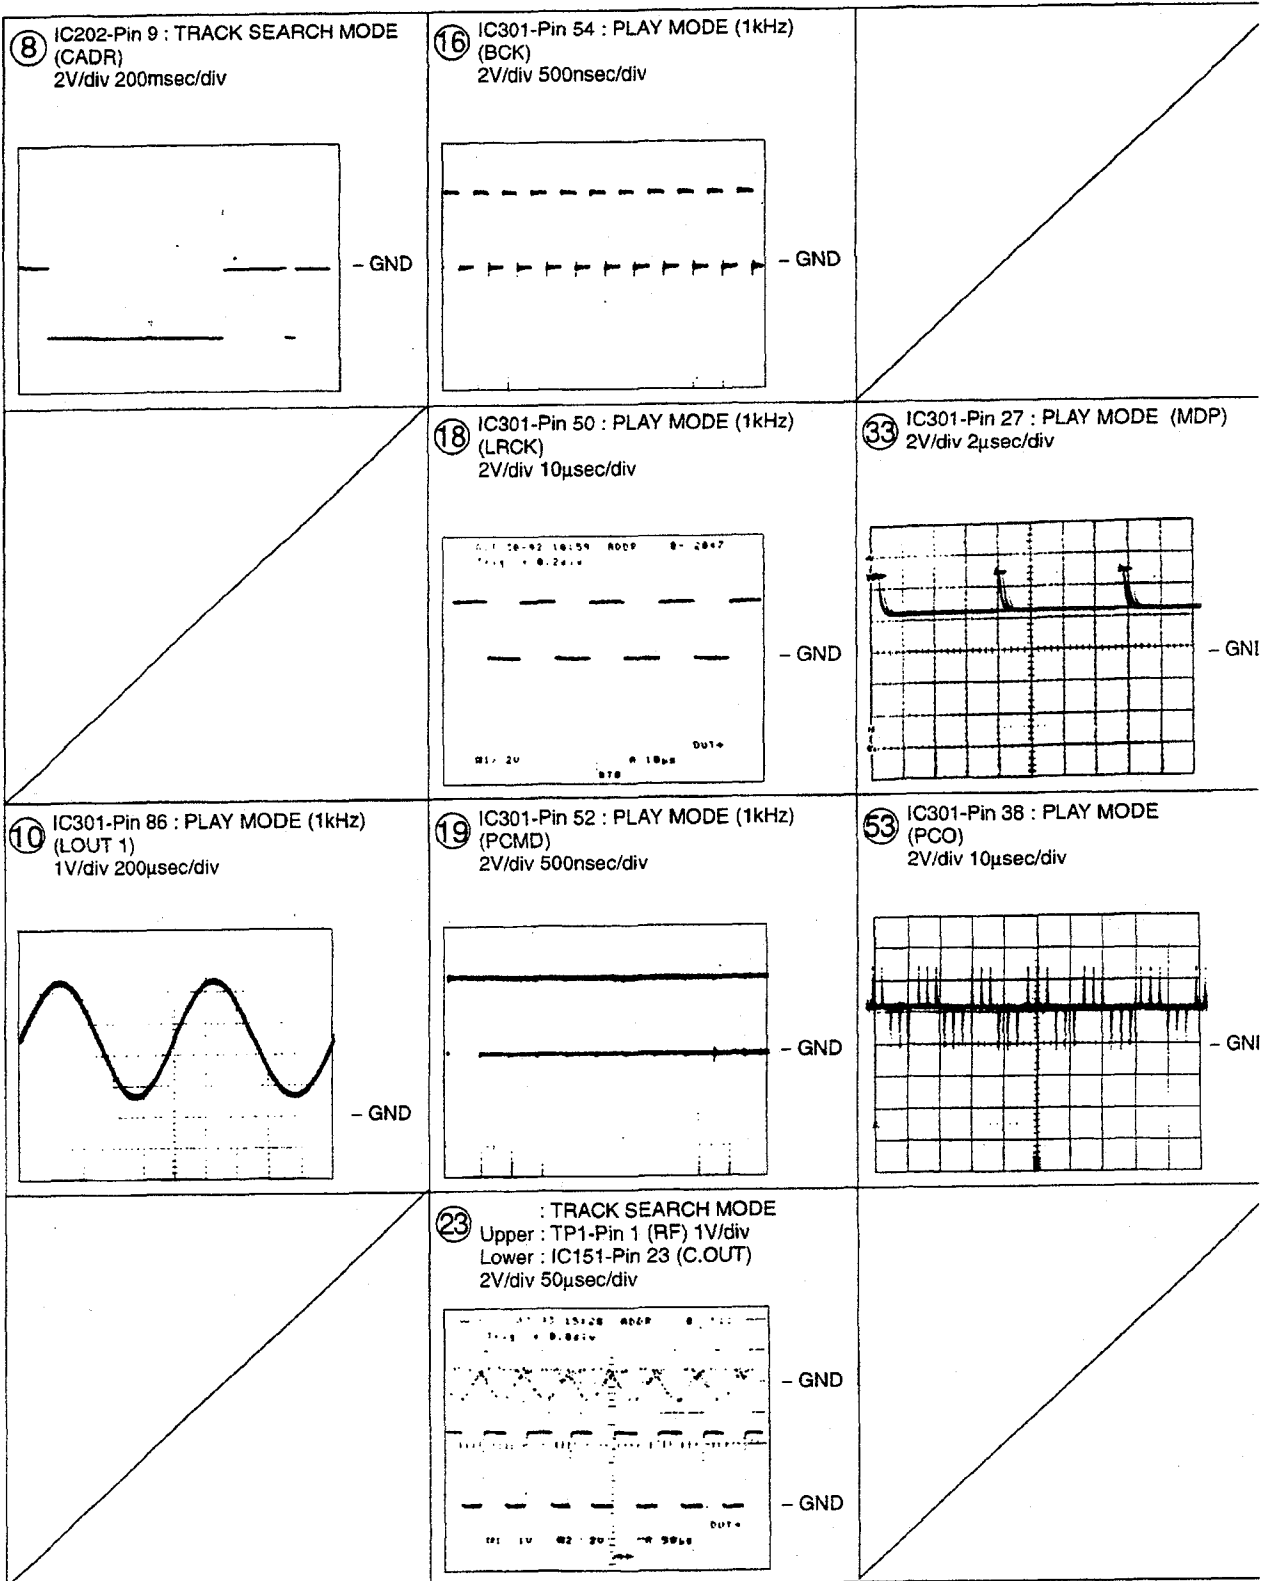 8 IC202-Pin 9 : TRACK SEARCH MODE
(CADR)
2V/div 200msec/div
– GND
16 IC301-Pin 54 : PLAY MODE (1kHz)
(BCK)
2V/div 500nsec/div
– GND
18 IC301-Pin 50 : PLAY MODE (1kHz)
(LRCK)
2V/div 10µsec/div
– GND
33 IC301-Pin 27 : PLAY MODE (MDP)
2V/div 2µsec/div
– GNI
10 IC301-Pin 86 : PLAY MODE (1kHz)
(LOUT 1)
1V/div 200µsec/div
– GND
19 IC301-Pin 52 : PLAY MODE (1kHz)
(PCMD)
2V/div 500nsec/div
– GND
53 IC301-Pin 38 : PLAY MODE
(PCO)
2V/div 10µsec/div
– GNI
23 : TRACK SEARCH MODE
Upper : TP1-Pin 1 (RF) 1V/div
Lower : IC151-Pin 23 (C.OUT)
2V/div 50µsec/div
– GND
– GND